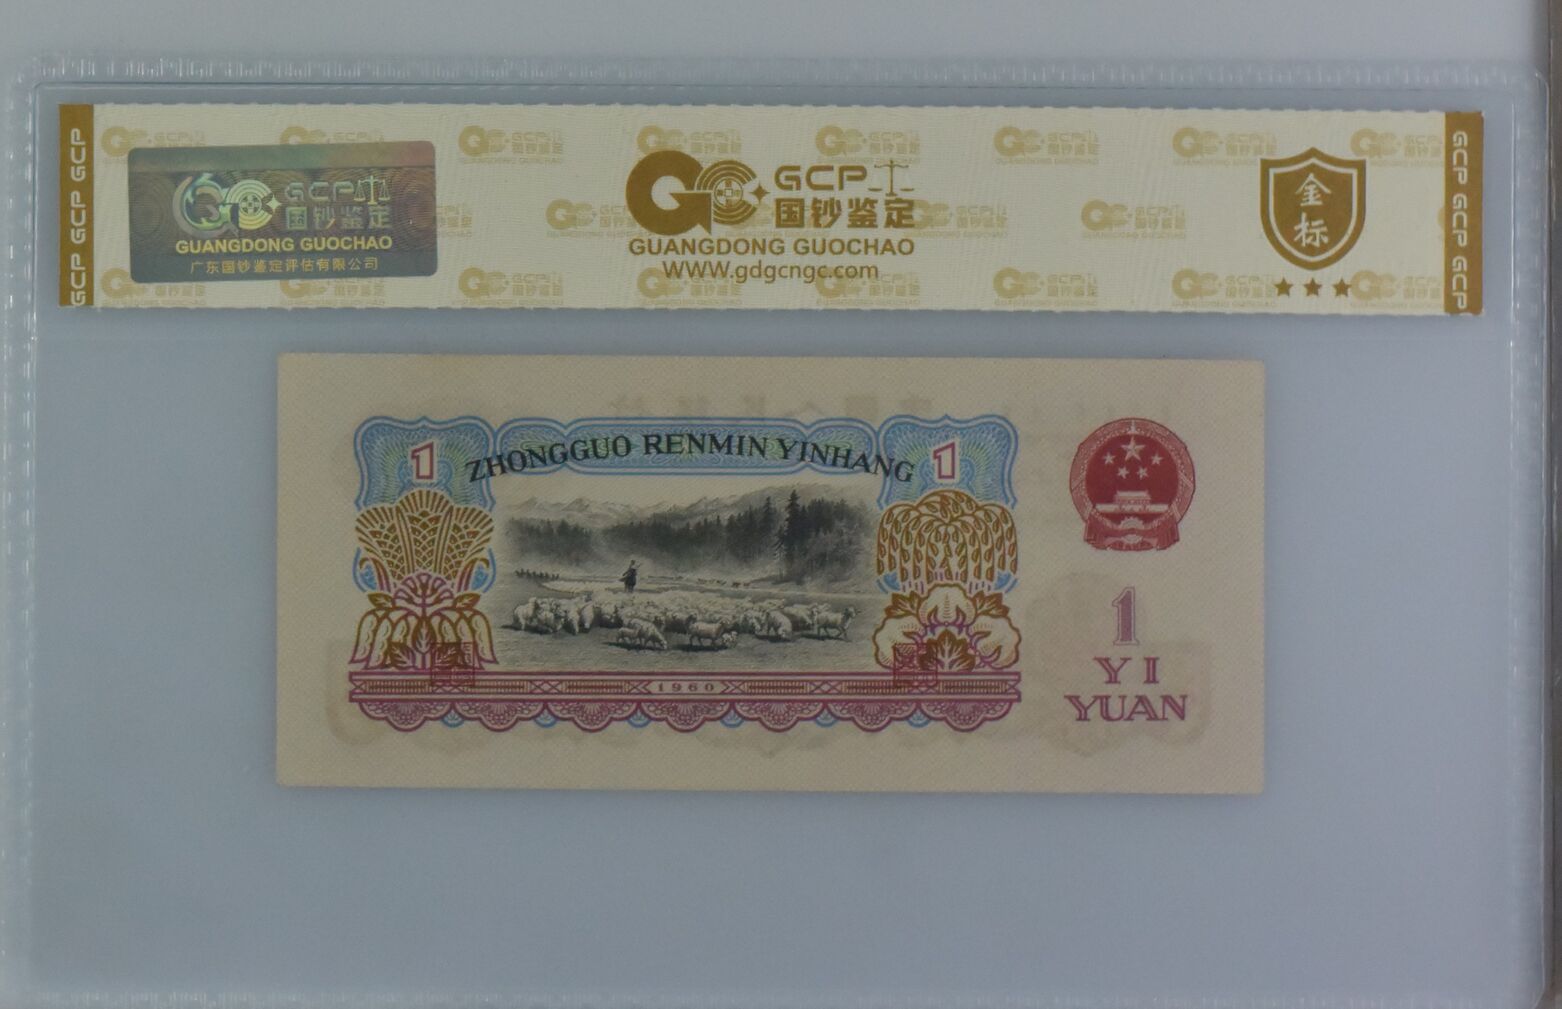 GCP GCP GCP
GCP
国钞鉴定
GUANGDONG GUOCHAO
广东国钞鉴定评估有限公司
GCP
国钞鉴定
GUANGDONG GUOCHAO
WWW.gdgcngc.com
金
标
GCP GCP GCP
1
ZHONGGUO RENMIN YINHANG
1
1960
1
YI
YUAN